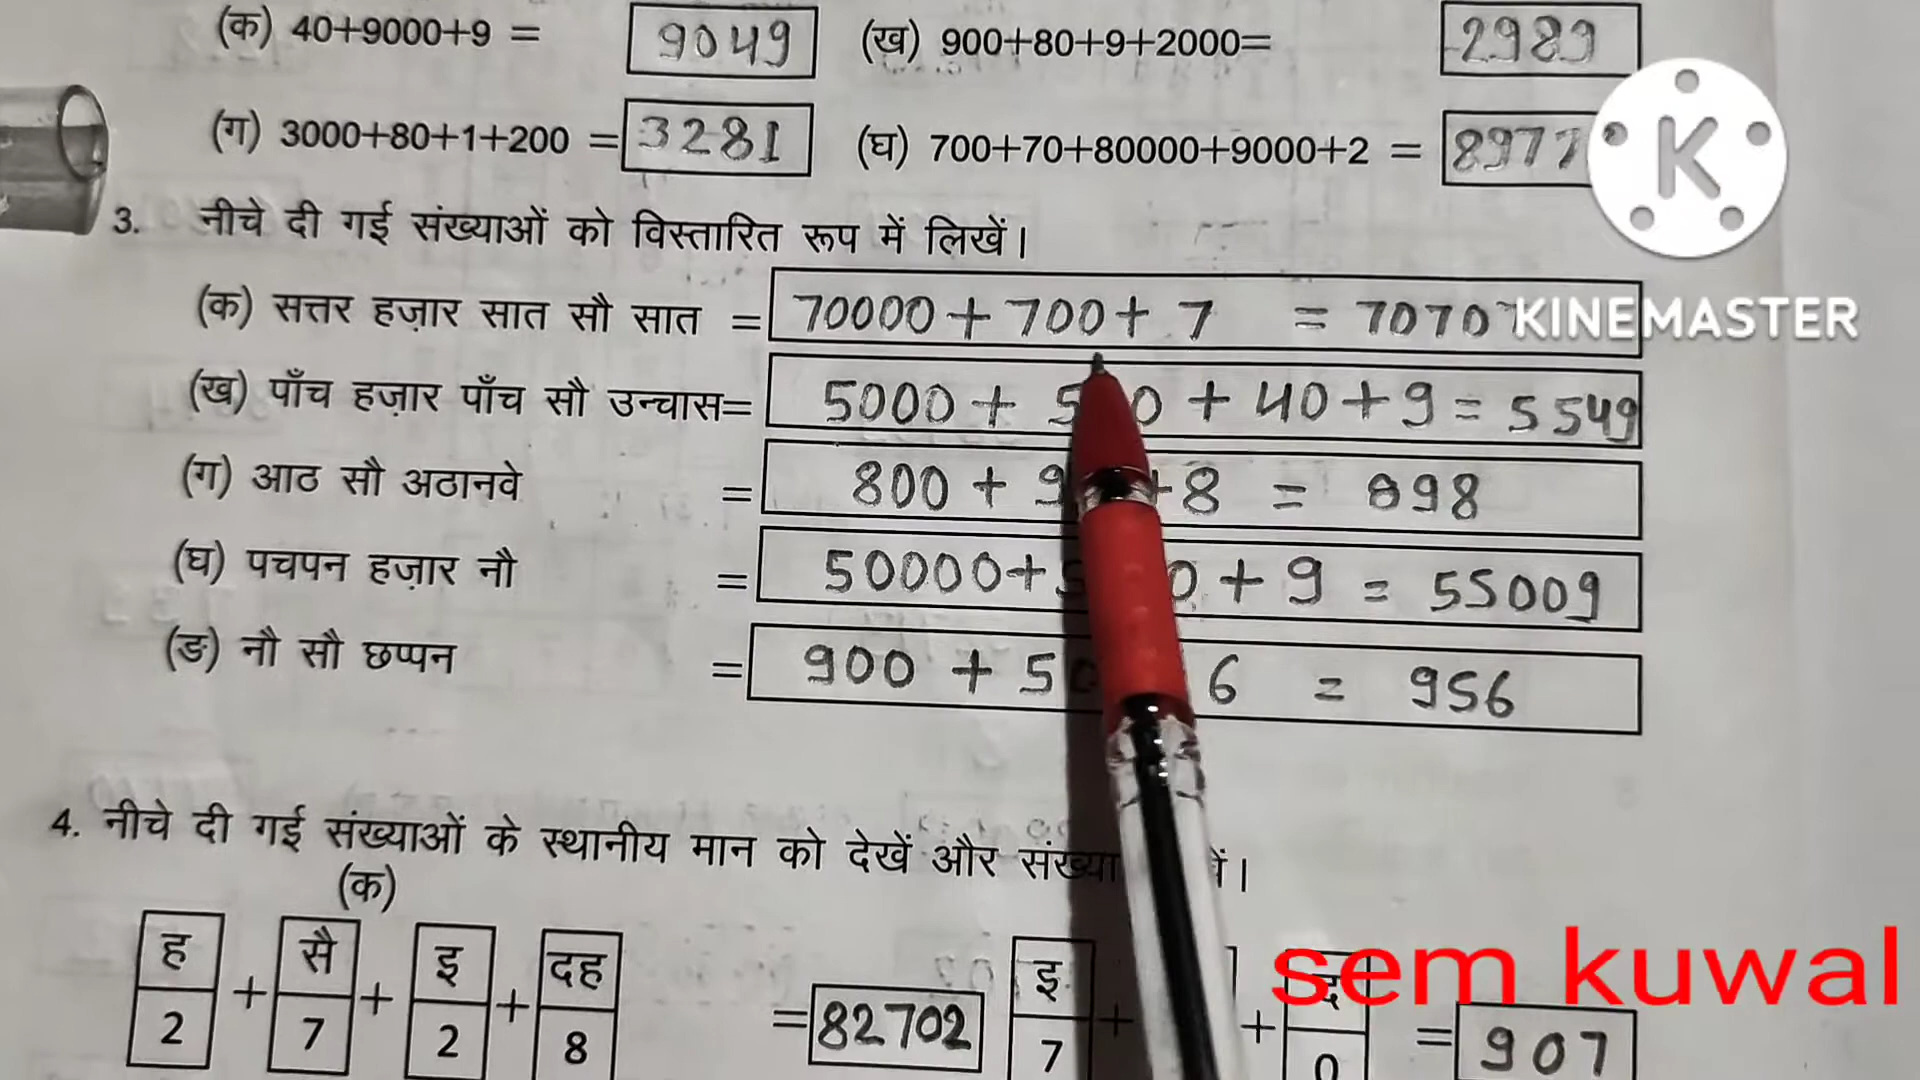 (क) 40+9000+9 = 9049 (ख) 900+80+9+2000= 2989
(ग) 3000+80+1+200 = 3281 (घ) 700+70+80000+9000+2 = 8977
3. नीचे दी गई संख्याओं को विस्तारित रूप में लिखें।
(क) सत्तर हज़ार सात सौ सात = 70000 + 700 + 7 = 7070
KINEMASTER
(ख) पाँच हज़ार पाँच सौ उन्चास= 5000 + + 40 + 9 = 5549
(ग) आठ सौ अठानवे = 800 + 8 = 898
(घ) पचपन हज़ार नौ = 50000+ + 9 = 55009
(ङ) नौ सौ छप्पन = 900 + 50 6 = 956
4. नीचे दी गई संख्याओं के स्थानीय मान को देखें और संख्या
(क)
ह + सै + इ + दह इ
2 7 2 8 = 82702 7 + + 0 = 907
sem kuwal